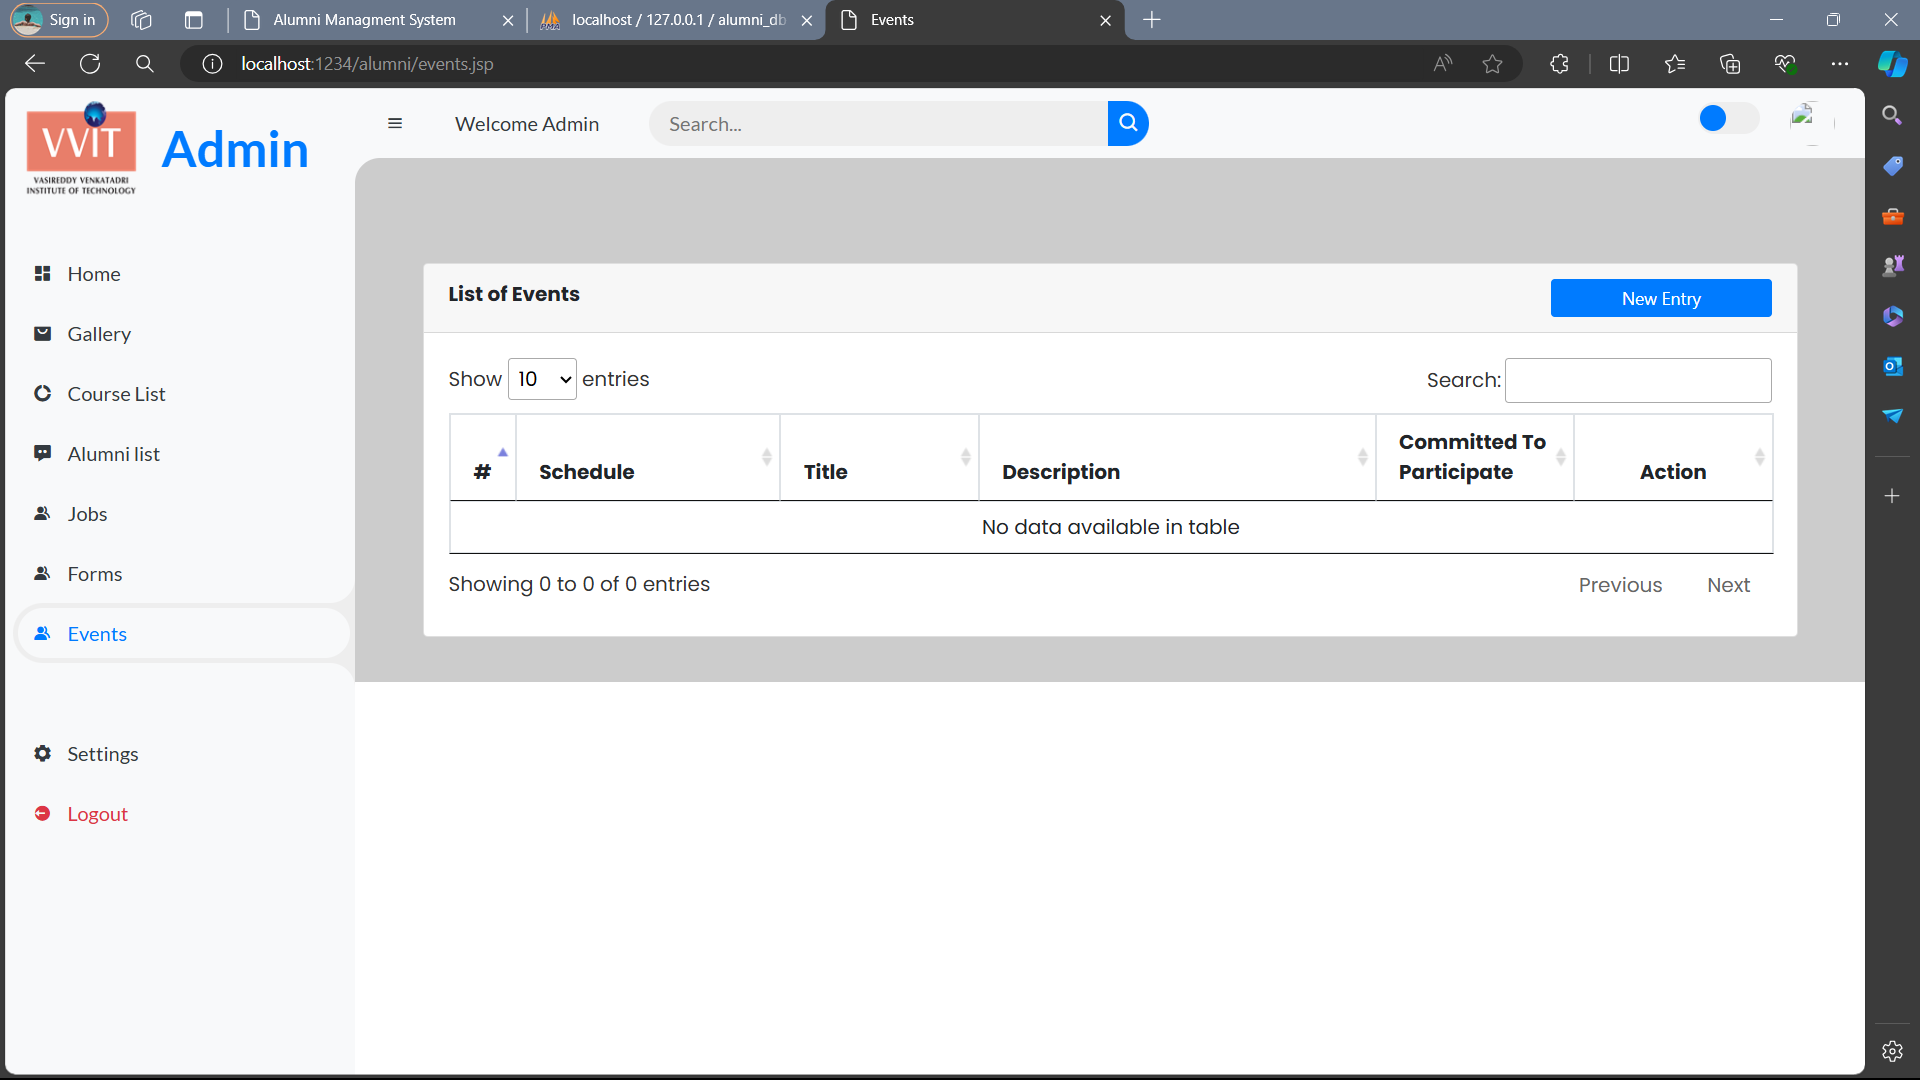 Sign in
Alumni Managment System
localhost / 127.0.0.1 / alumni_db
Events
localhost:1234/alumni/events.jsp
VVIT
VASIREDDY VENKATADRI
INSTITUTE OF TECHNOLOGY
Admin
Welcome Admin
Search...
Home
Gallery
Course List
Alumni list
Jobs
Forms
Events
Settings
Logout
List of Events
New Entry
Show 10 entries
Search:
# Schedule Title Description Committed To Participate Action
No data available in table
Showing 0 to 0 of 0 entries
Previous Next